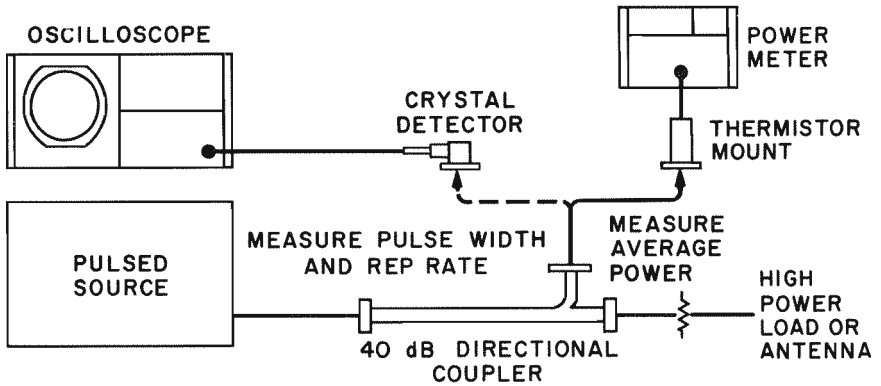 OSCILLOSCOPE
POWER
METER
CRYSTAL
DETECTOR
THERMISTOR
MOUNT
PULSED
SOURCE
MEASURE PULSE WIDTH
AND REP RATE
MEASURE
AVERAGE
POWER
HIGH
POWER
LOAD OR
ANTENNA
40 dB DIRECTIONAL
COUPLER